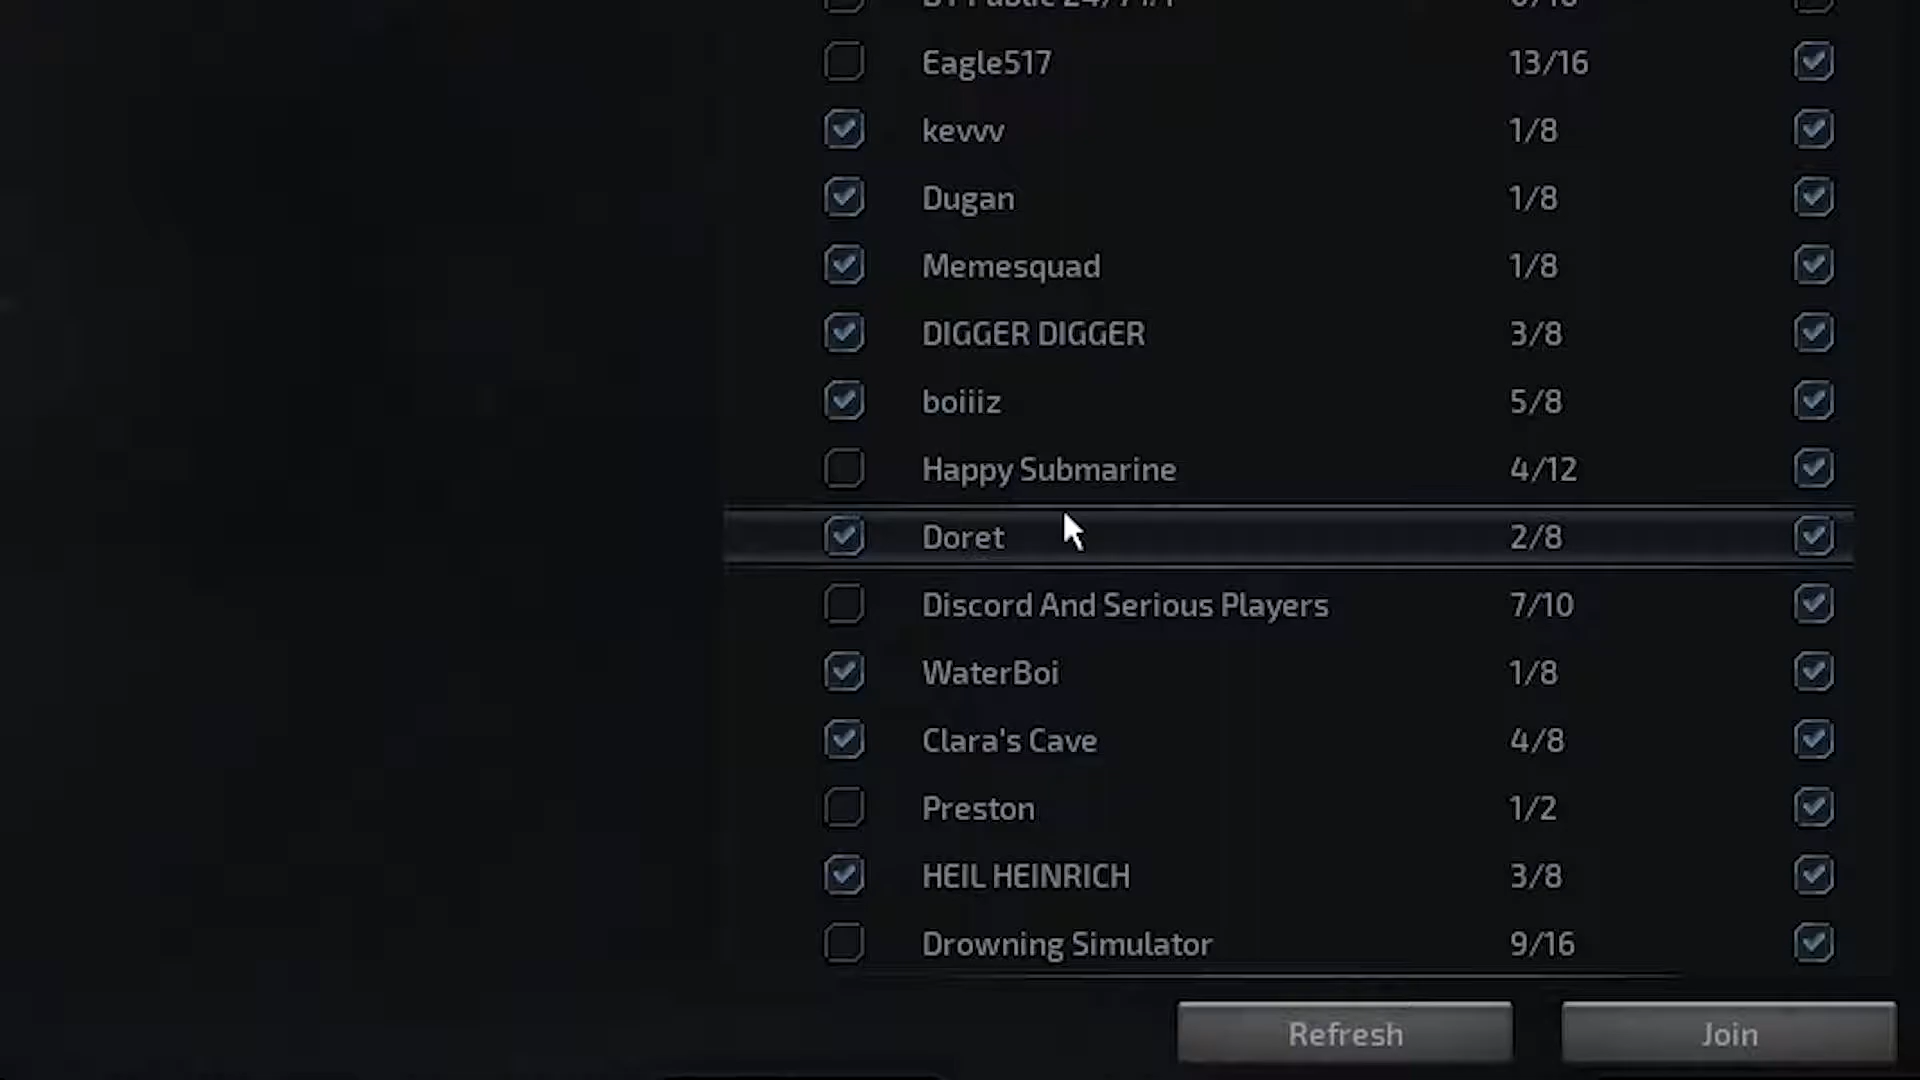 Eagle517 13/16
kevvv 1/8
Dugan 1/8
Memesquad 1/8
DIGGER DIGGER 3/8
boiiiz 5/8
Happy Submarine 4/12
Doret 2/8
Discord And Serious Players 7/10
WaterBoi 1/8
Clara's Cave 4/8
Preston 1/2
HEIL HEINRICH 3/8
Drowning Simulator 9/16
Refresh Join